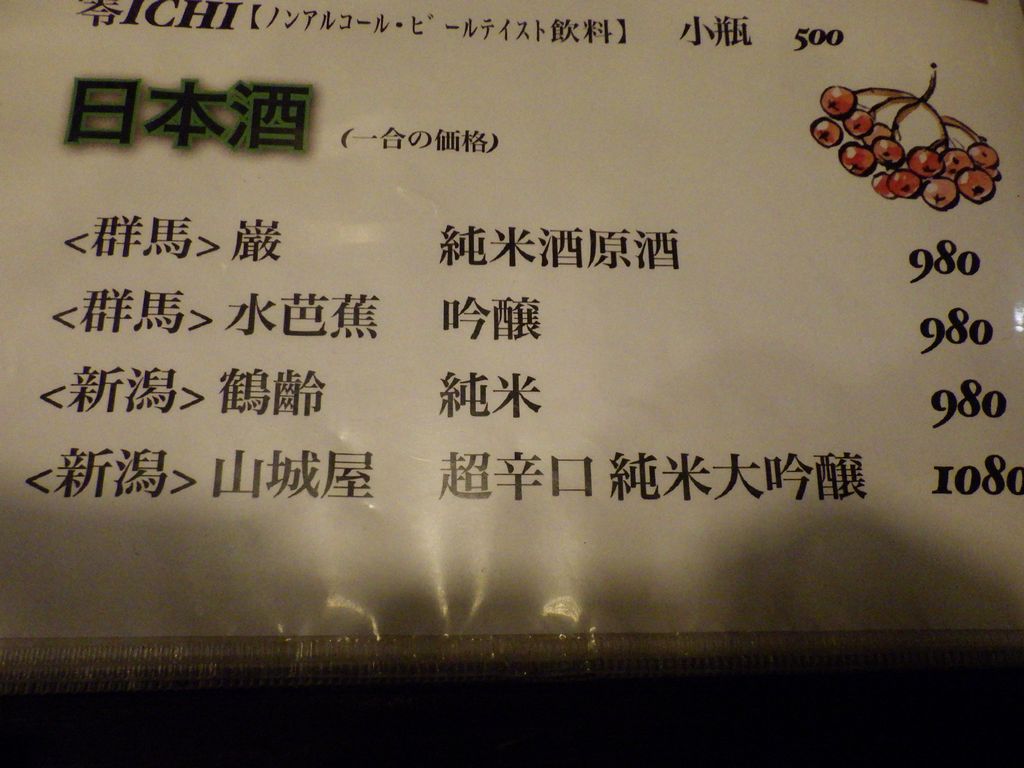 零ICHI【ノンアルコール・ビールテイスト飲料】 小瓶 500
日本酒 (一合の価格)
<群馬> 巌 純米酒原酒 980
<群馬> 水芭蕉 吟醸 980
<新潟> 鶴齢 純米 980
<新潟> 山城屋 超辛口 純米大吟醸 1080